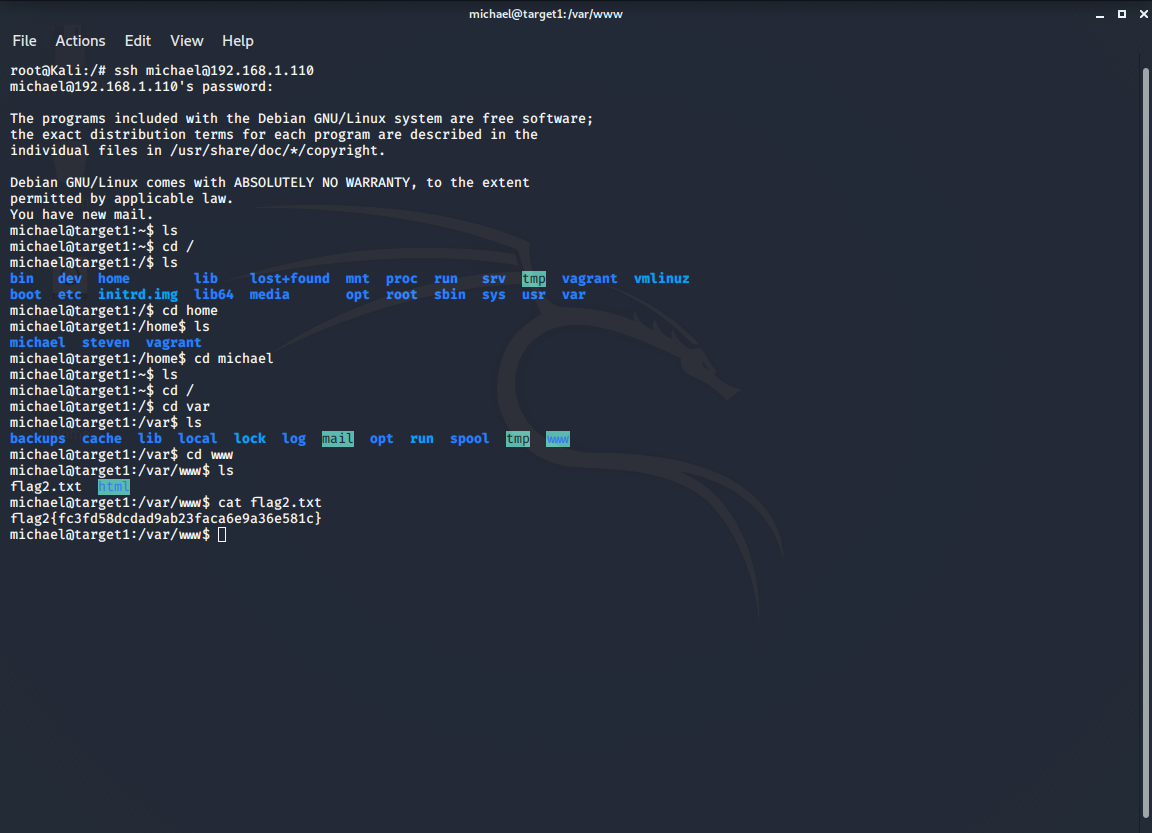 michael@target1:/var/www
File Actions Edit View Help
root@Kali:/# ssh michael@192.168.1.110
michael@192.168.1.110's password:
The programs included with the Debian GNU/Linux system are free software;
the exact distribution terms for each program are described in the
individual files in /usr/share/doc/*/copyright.
Debian GNU/Linux comes with ABSOLUTELY NO WARRANTY, to the extent
permitted by applicable law.
You have new mail.
michael@target1:~$ ls
michael@target1:~$ cd /
michael@target1:/$ ls
bin dev home lib lost+found mnt proc run srv tmp vagrant vmlinuz
boot etc initrd.img lib64 media opt root sbin sys usr var
michael@target1:/$ cd home
michael@target1:/home$ ls
michael steven vagrant
michael@target1:/home$ cd michael
michael@target1:~$ ls
michael@target1:~$ cd /
michael@target1:/$ cd var
michael@target1:/var$ ls
backups cache lib local lock log mail opt run spool tmp www
michael@target1:/var$ cd www
michael@target1:/var/www$ ls
flag2.txt html
michael@target1:/var/www$ cat flag2.txt
flag2{fc3fd58dcdad9ab23faca6e9a36e581c}
michael@target1:/var/www$